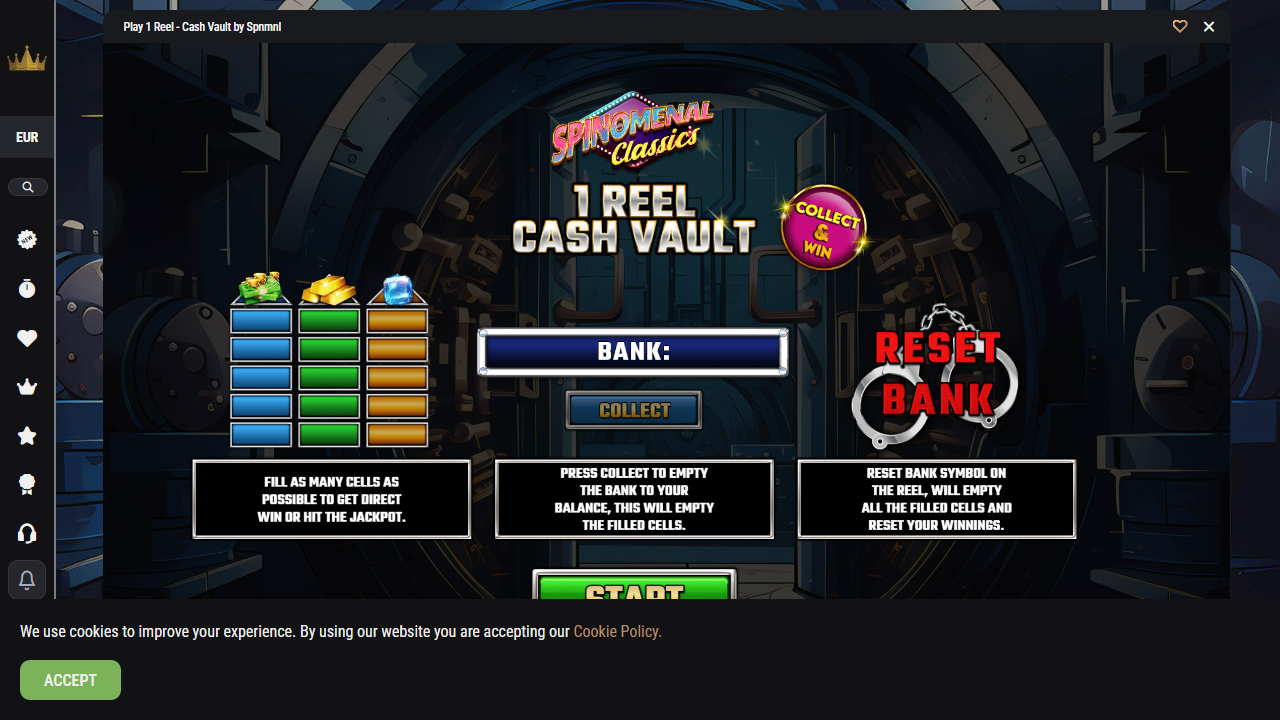 Play 1 Reel - Cash Vault by Spnmnl
EUR
NEW
SPINOMENAL
Classics
1 REEL
CASH VAULT
COLLECT
&
WIN
BANK:
RESET
BANK
COLLECT
FILL AS MANY CELLS AS
POSSIBLE TO GET DIRECT
WIN OR HIT THE JACKPOT.
PRESS COLLECT TO EMPTY
THE BANK TO YOUR
BALANCE, THIS WILL EMPTY
THE FILLED CELLS.
RESET BANK SYMBOL ON
THE REEL, WILL EMPTY
ALL THE FILLED CELLS AND
RESET YOUR WINNINGS.
START
We use cookies to improve your experience. By using our website you are accepting our Cookie Policy.
ACCEPT